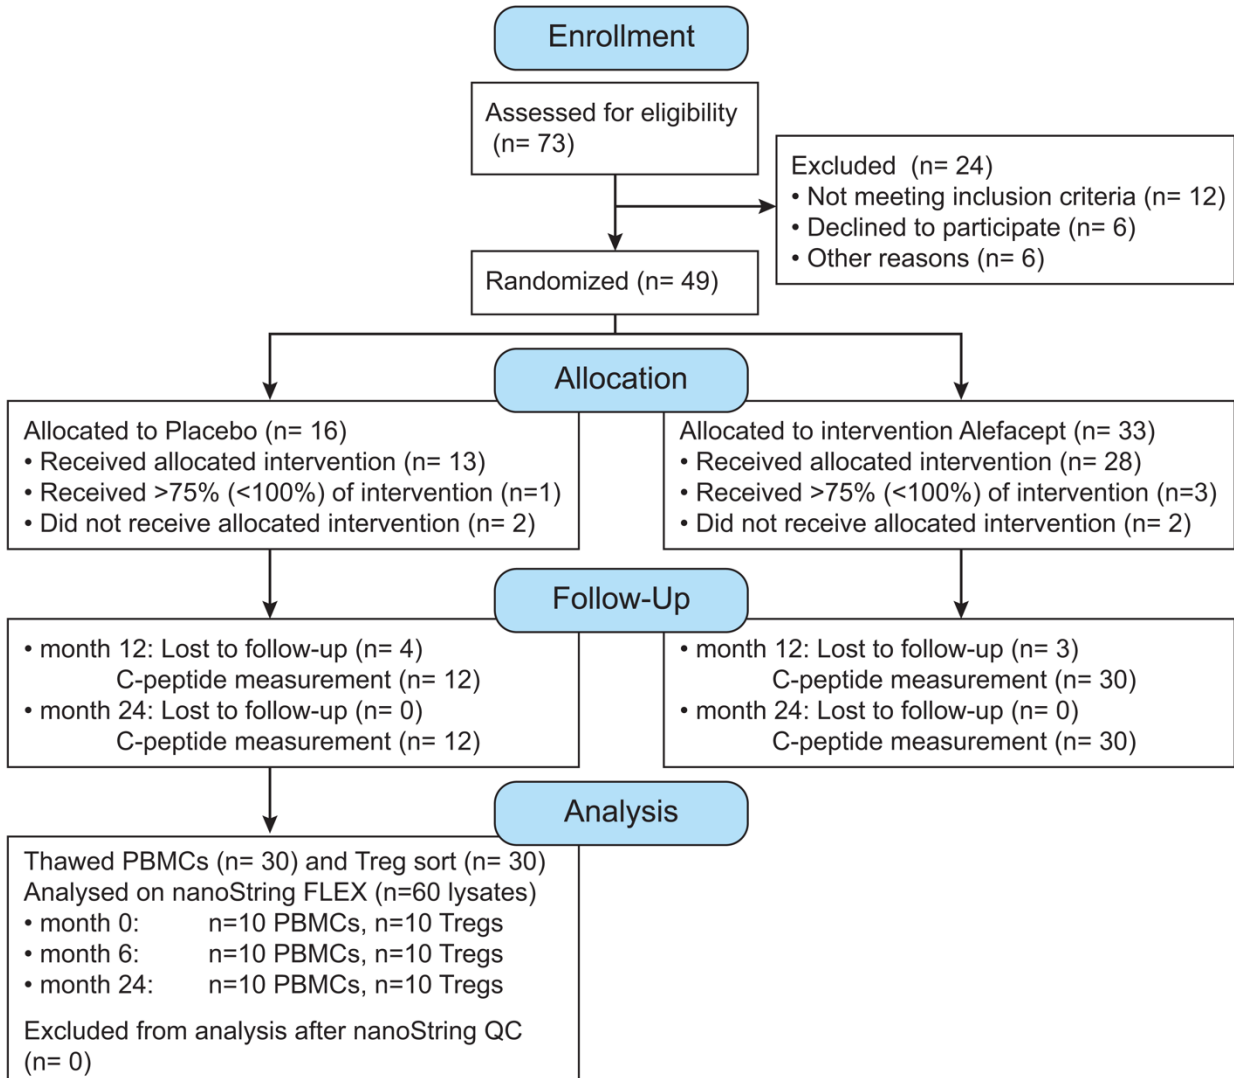 Enrollment
Assessed for eligibility
(n= 73)
Excluded (n= 24)
• Not meeting inclusion criteria (n= 12)
• Declined to participate (n= 6)
• Other reasons (n= 6)
Randomized (n= 49)
Allocation
Allocated to Placebo (n= 16)
• Received allocated intervention (n= 13)
• Received >75% (<100%) of intervention (n=1)
• Did not receive allocated intervention (n= 2)
Allocated to intervention Alefacept (n= 33)
• Received allocated intervention (n= 28)
• Received >75% (<100%) of intervention (n=3)
• Did not receive allocated intervention (n= 2)
Follow-Up
• month 12: Lost to follow-up (n= 4)
C-peptide measurement (n= 12)
• month 24: Lost to follow-up (n= 0)
C-peptide measurement (n= 12)
• month 12: Lost to follow-up (n= 3)
C-peptide measurement (n= 30)
• month 24: Lost to follow-up (n= 0)
C-peptide measurement (n= 30)
Analysis
Thawed PBMCs (n= 30) and Treg sort (n= 30)
Analysed on nanoString FLEX (n=60 lysates)
• month 0: n=10 PBMCs, n=10 Tregs
• month 6: n=10 PBMCs, n=10 Tregs
• month 24: n=10 PBMCs, n=10 Tregs
Excluded from analysis after nanoString QC
(n= 0)